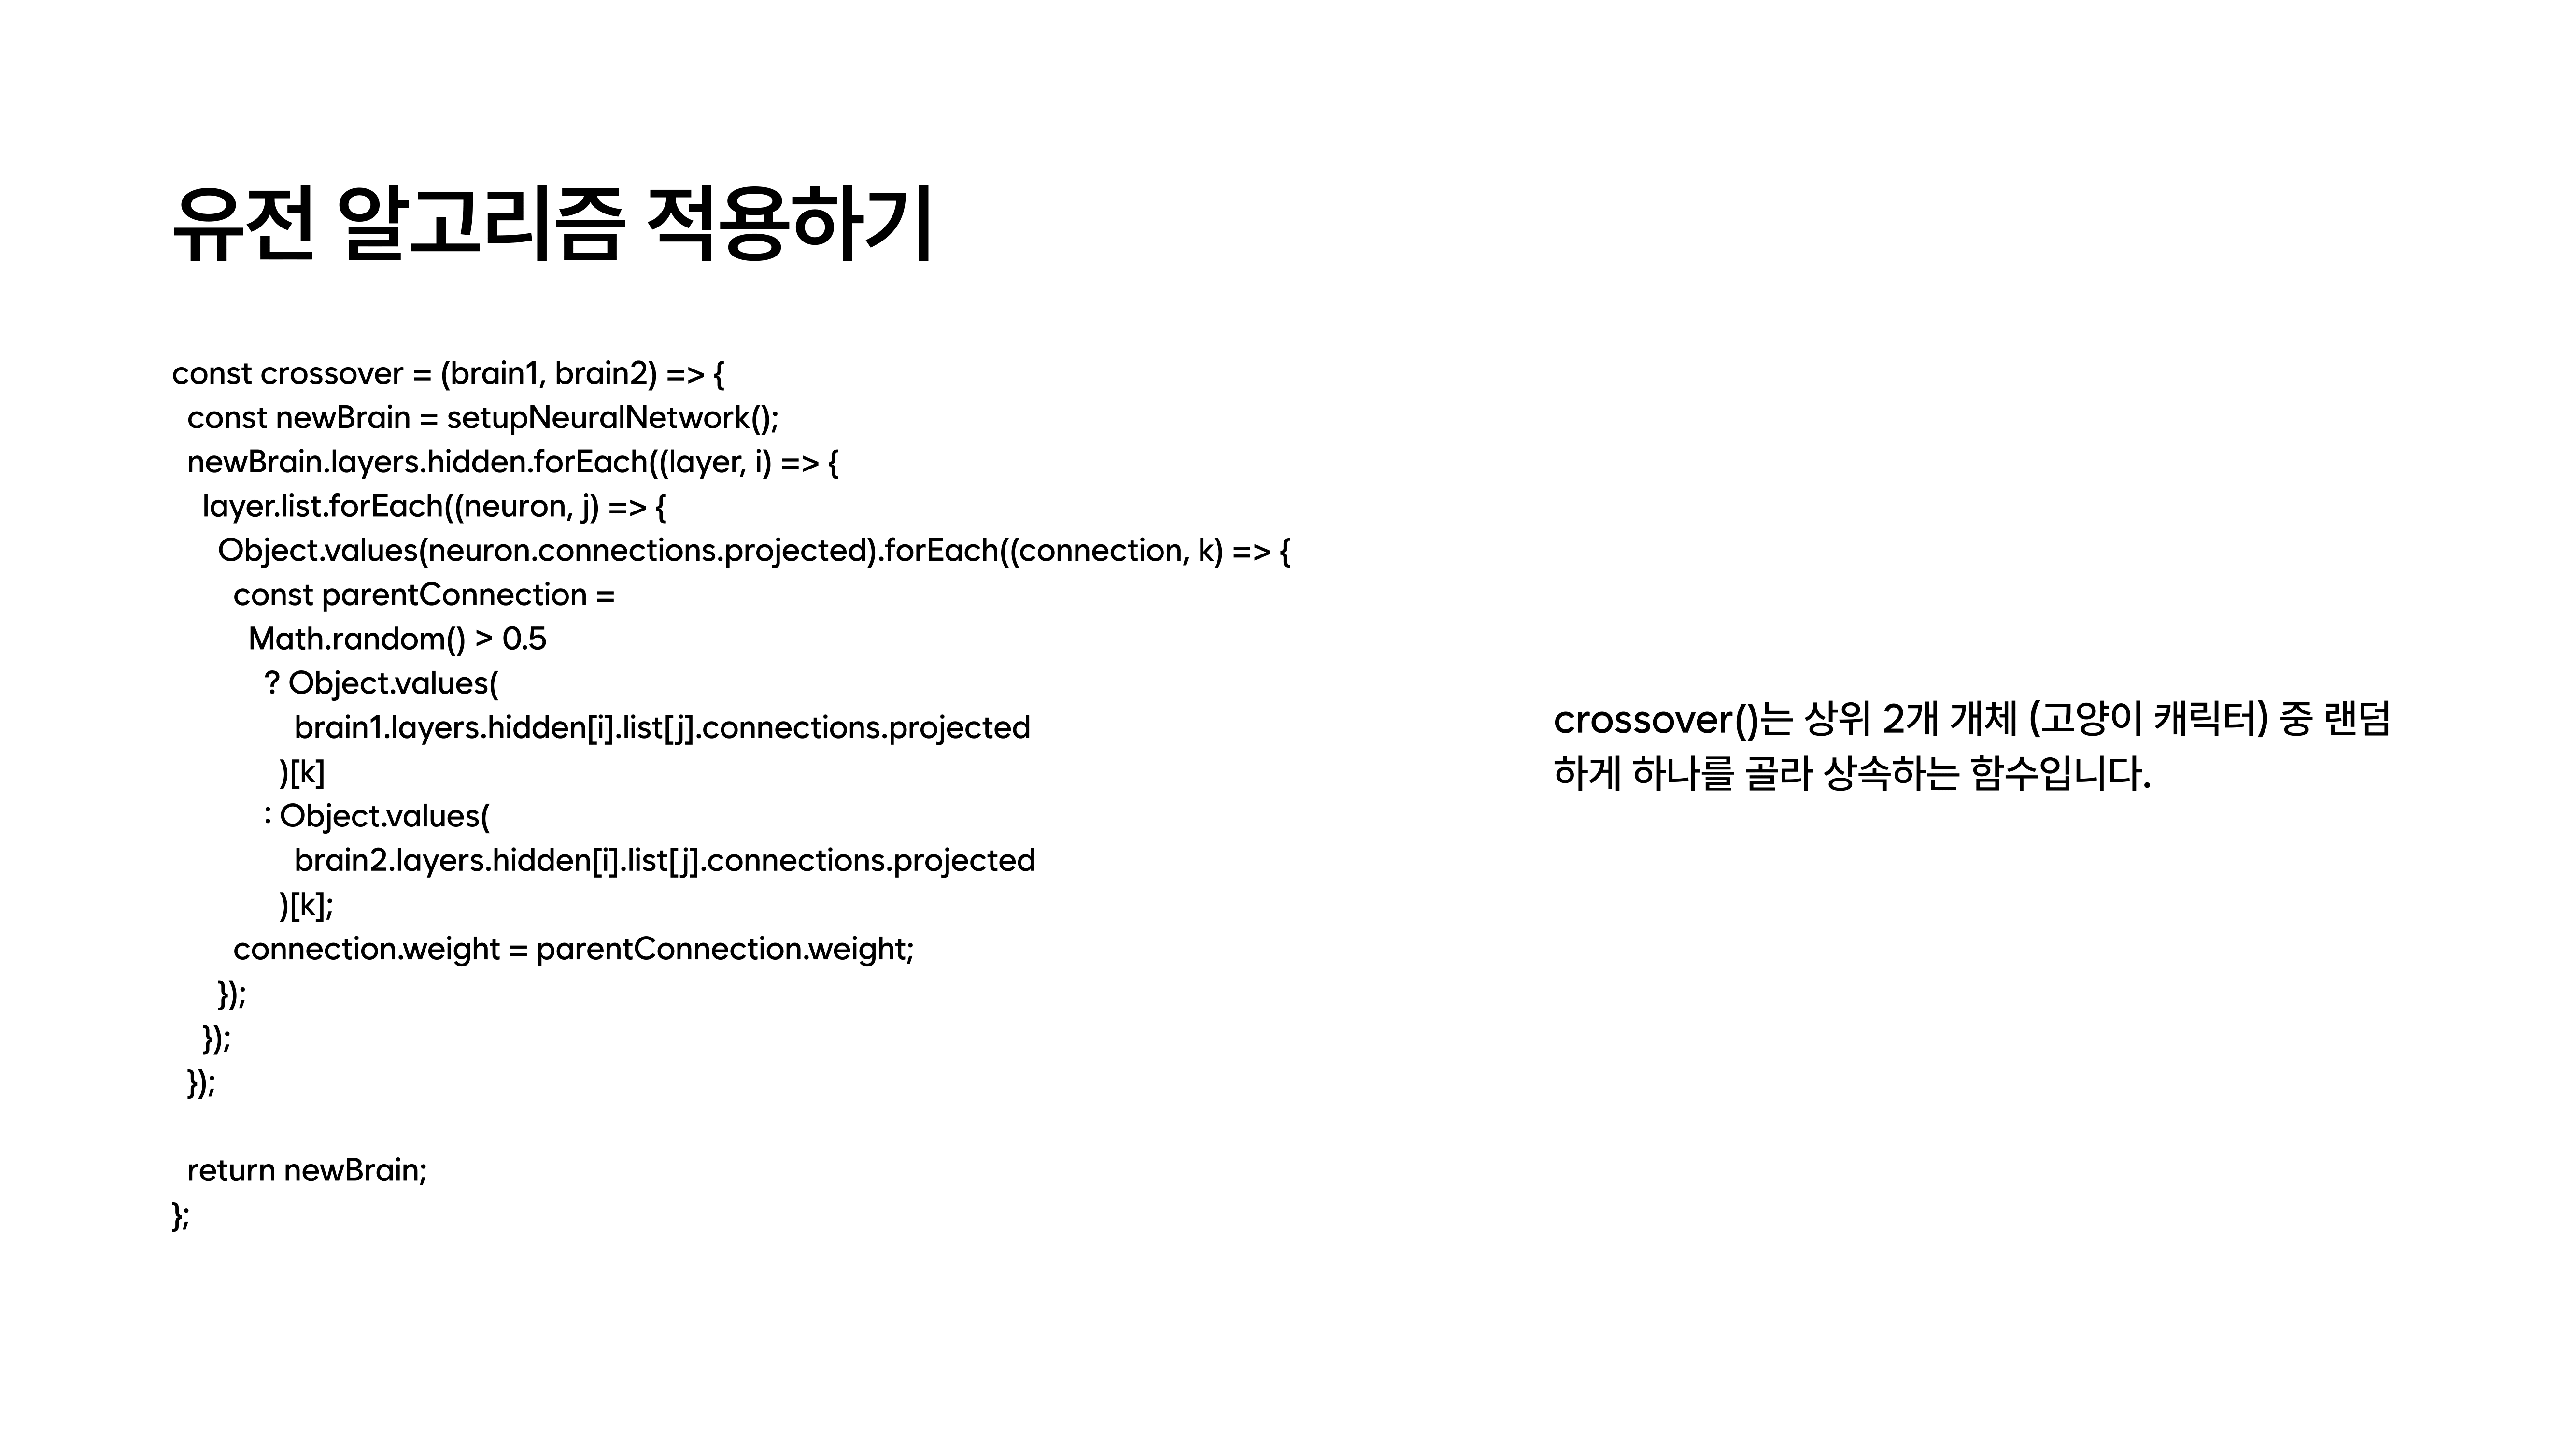 유전 알고리즘 적용하기
const crossover = (brain1, brain2) => {
  const newBrain = setupNeuralNetwork();
  newBrain.layers.hidden.forEach((layer, i) => {
    layer.list.forEach((neuron, j) => {
      Object.values(neuron.connections.projected).forEach((connection, k) => {
        const parentConnection =
          Math.random() > 0.5
            ? Object.values(
                brain1.layers.hidden[i].list[j].connections.projected
              )[k]
            : Object.values(
                brain2.layers.hidden[i].list[j].connections.projected
              )[k];
        connection.weight = parentConnection.weight;
      });
    });
  });
  return newBrain;
};
crossover()는 상위 2개 개체 (고양이 캐릭터) 중 랜덤
하게 하나를 골라 상속하는 함수입니다.